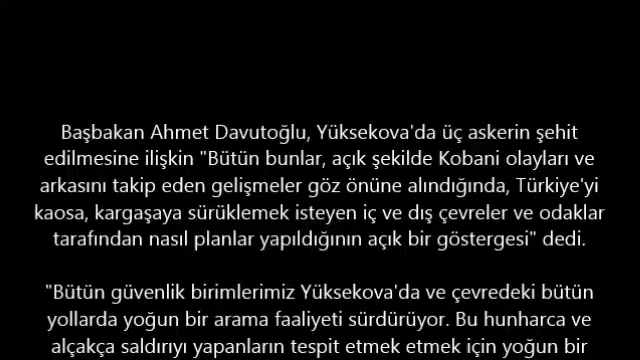 Başbakan Ahmet Davutoğlu, Yüksekova'da üç askerin şehit
edilmesine ilişkin "Bütün bunlar, açık şekilde Kobani olayları ve
arkasını takip eden gelişmeler göz önüne alındığında, Türkiye'yi
kaosa, kargaşaya sürüklemek isteyen iç ve dış çevreler ve odaklar
tarafından nasıl planlar yapıldığının açık bir göstergesi" dedi.
"Bütün güvenlik birimlerimiz Yüksekova'da ve çevredeki bütün
yollarda yoğun bir arama faaliyeti sürdürüyor. Bu hunharca ve
alçakça saldırıyı yapanların tespit etmek etmek için yoğun bir